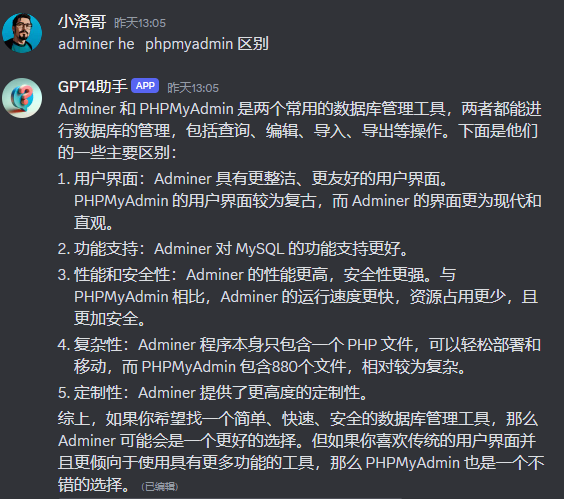 小洛哥 昨天13:05
adminer he phpmyadmin 区别
GPT4助手 APP 昨天13:05
Adminer 和 PHPMyAdmin 是两个常用的数据库管理工具，两者都能进
行数据库的管理，包括查询、编辑、导入、导出等操作。下面是他们
的一些主要区别：
1. 用户界面：Adminer 具有更整洁、更友好的用户界面。
PHPMyAdmin 的用户界面较为复古，而 Adminer 的界面更为现代和
直观。
2. 功能支持：Adminer 对 MySQL 的功能支持更好。
3. 性能和安全性：Adminer 的性能更高，安全性更强。与
PHPMyAdmin 相比，Adminer 的运行速度更快，资源占用更少，且
更加安全。
4. 复杂性：Adminer 程序本身只包含一个 PHP 文件，可以轻松部署和
移动，而 PHPMyAdmin 包含880个文件，相对较为复杂。
5. 定制性：Adminer 提供了更高度的定制性。
综上，如果你希望找一个简单、快速、安全的数据库管理工具，那么
Adminer 可能会是一个更好的选择。但如果你喜欢传统的用户界面并
且更倾向于使用具有更多功能的工具，那么 PHPMyAdmin 也是一个不
错的选择。 (已编辑)